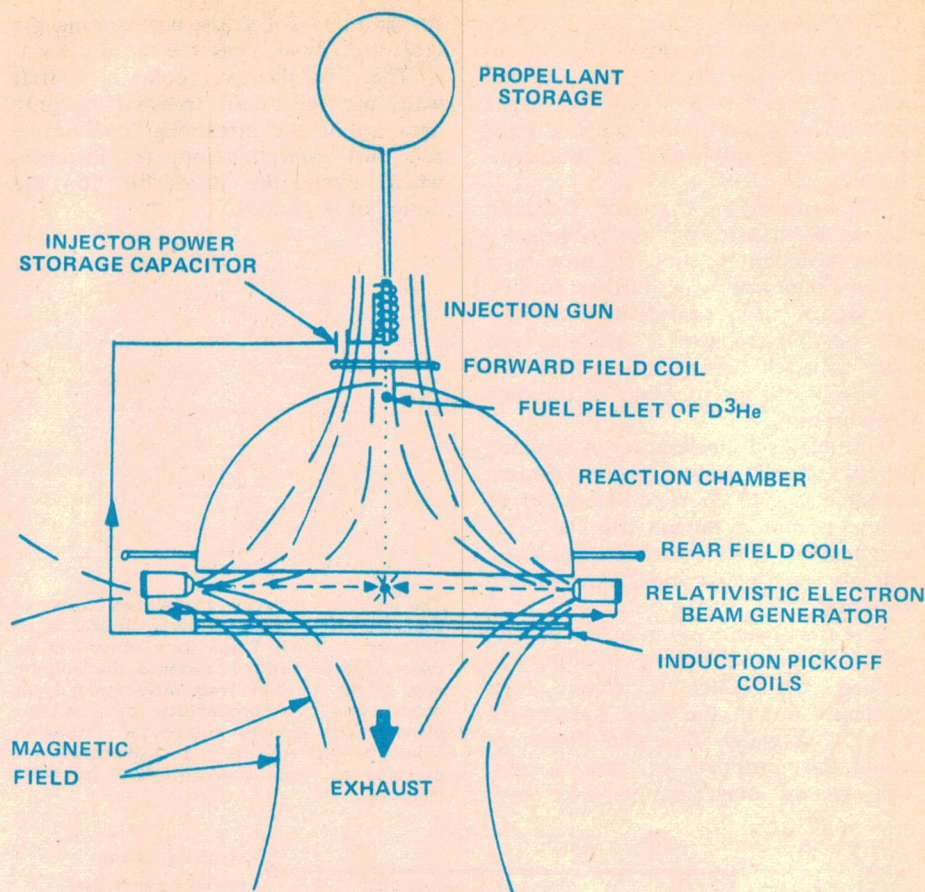 PROPELLANT
STORAGE
INJECTOR POWER
STORAGE CAPACITOR
INJECTION GUN
FORWARD FIELD COIL
FUEL PELLET OF D³He
REACTION CHAMBER
REAR FIELD COIL
RELATIVISTIC ELECTRON
BEAM GENERATOR
INDUCTION PICKOFF
COILS
MAGNETIC
FIELD
EXHAUST